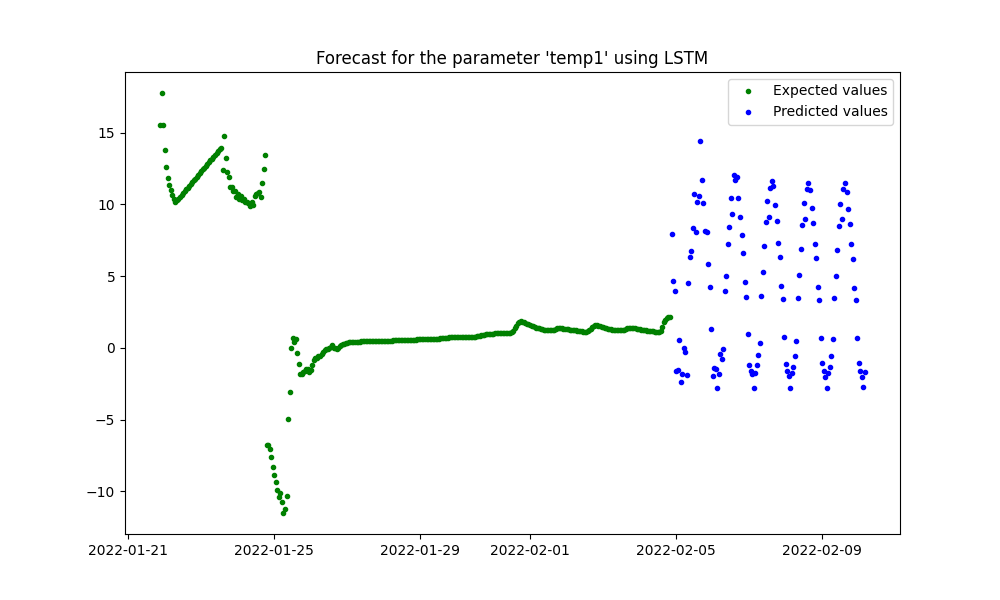 Forecast for the parameter 'temp1' using LSTM
Expected values
Predicted values
15
10
5
0
−5
−10
2022-01-21 2022-01-25 2022-01-29 2022-02-01 2022-02-05 2022-02-09